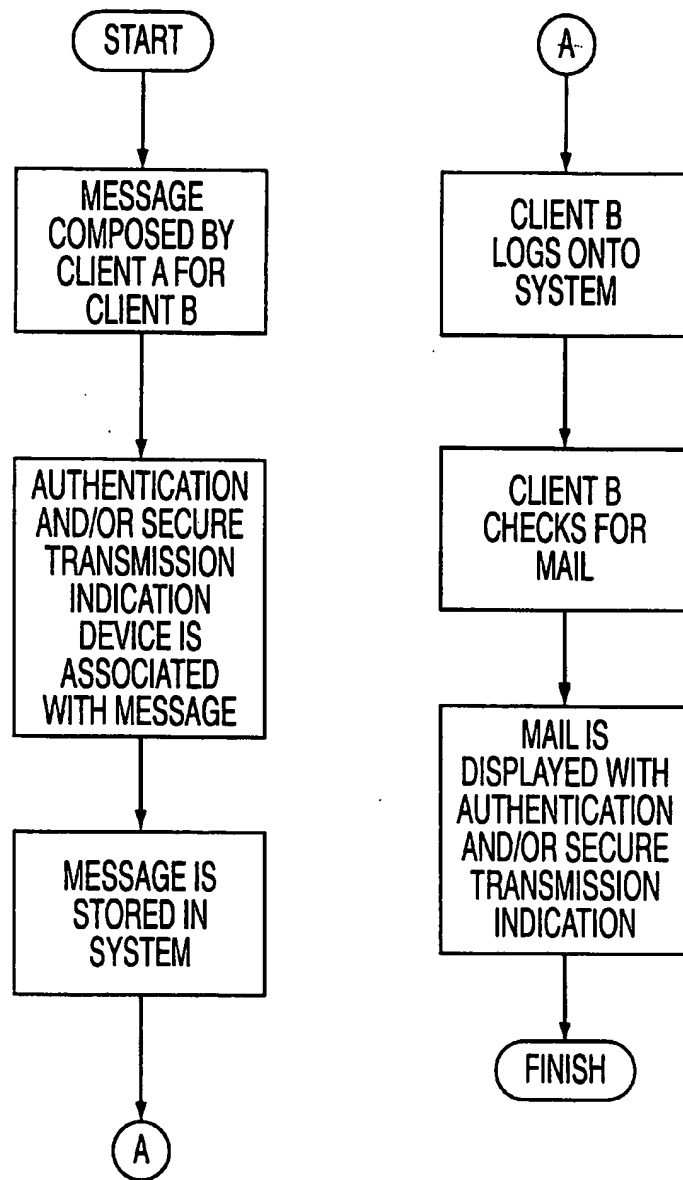 START
MESSAGE
COMPOSED BY
CLIENT A FOR
CLIENT B
AUTHENTICATION
AND/OR SECURE
TRANSMISSION
INDICATION
DEVICE IS
ASSOCIATED
WITH MESSAGE
MESSAGE IS
STORED IN
SYSTEM
A
A
CLIENT B
LOGS ONTO
SYSTEM
CLIENT B
CHECKS FOR
MAIL
MAIL IS
DISPLAYED WITH
AUTHENTICATION
AND/OR SECURE
TRANSMISSION
INDICATION
FINISH